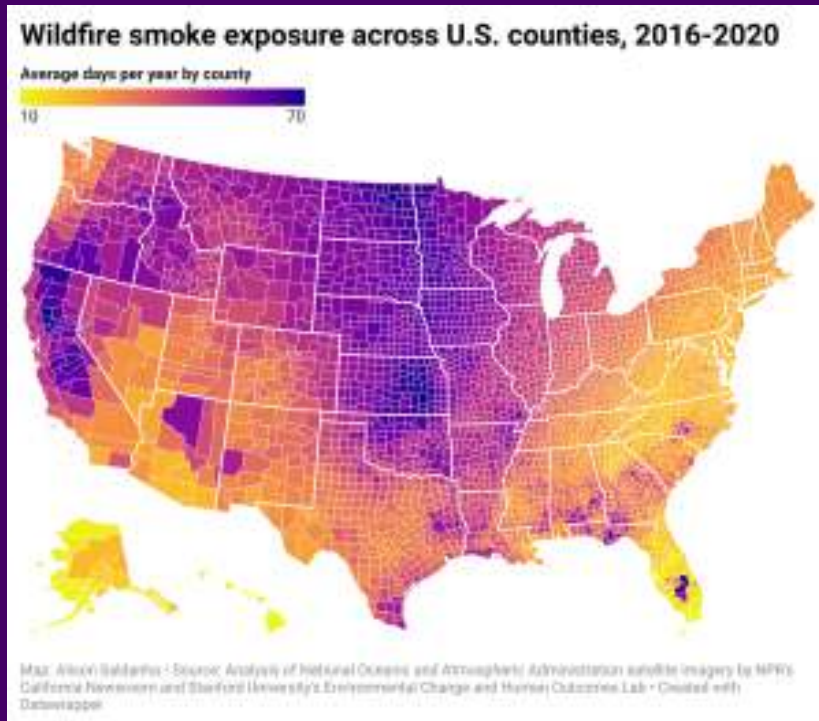 Wildfire smoke exposure across U.S. counties, 2016-2020
Average days per year by county
10 70
Map: Alison Saldanha • Source: Analysis of National Oceanic and Atmospheric Administration satellite imagery by NPR's
California Newsroom and Stanford University's Environmental Change and Human Outcomes Lab • Created with
Datawrapper